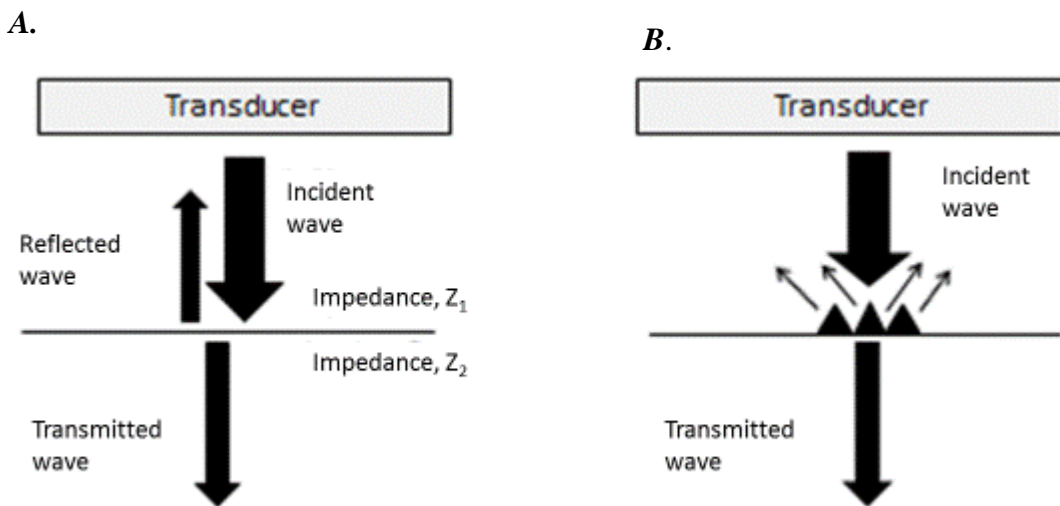 A.
Transducer
Incident
wave
Reflected
wave
Impedance, Z₁
Impedance, Z₂
Transmitted
wave
B.
Transducer
Incident
wave
Transmitted
wave